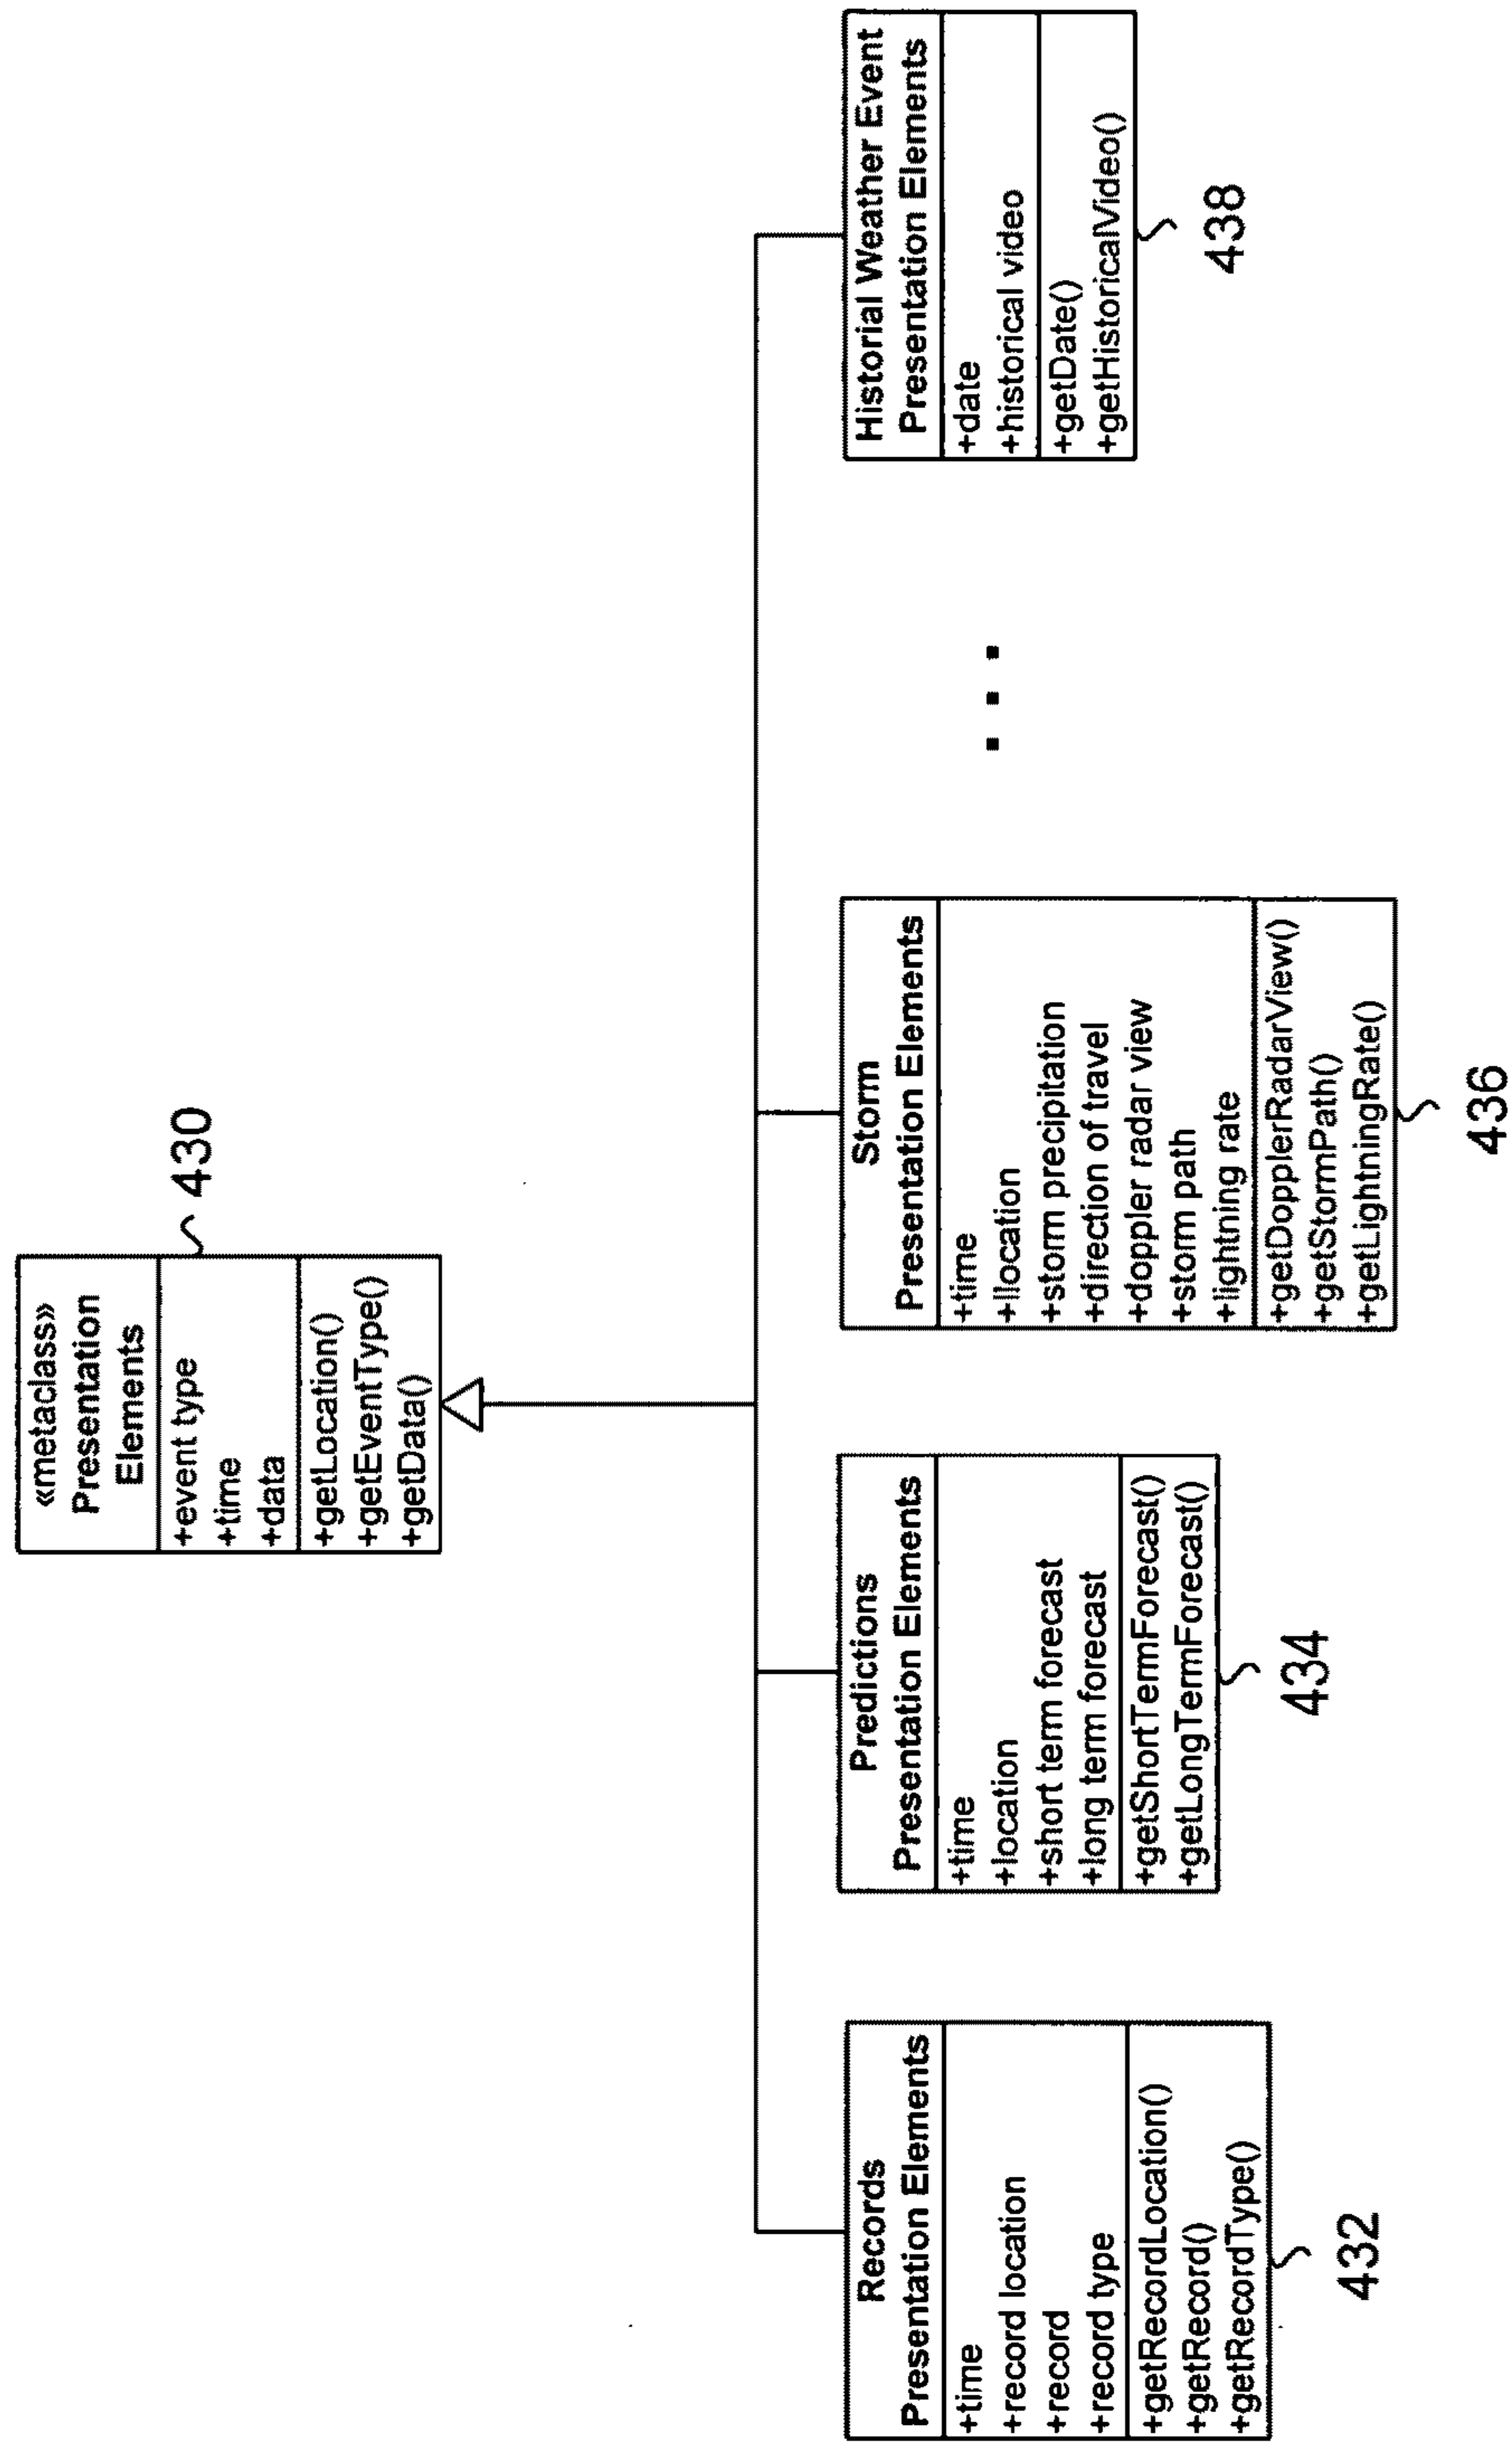 «metaclass»
Presentation
Elements
+event type
+time
+data
+getLocation()
+getEventType()
+getData()
430
Records
Presentation Elements
+time
+record location
+record
+record type
+getRecordLocation()
+getRecord()
+getRecordType()
432
Predictions
Presentation Elements
+time
+location
+short term forecast
+long term forecast
+getShortTermForecast()
+getLongTermForecast()
434
Storm
Presentation Elements
+time
+llocation
+storm precipitation
+direction of travel
+doppler radar view
+storm path
+lightning rate
+getDopplerRadarView()
+getStormPath()
+getLightningRate()
436
. . .
Historial Weather Event
Presentation Elements
+date
+historical video
+getDate()
+getHistoricalVideo()
438